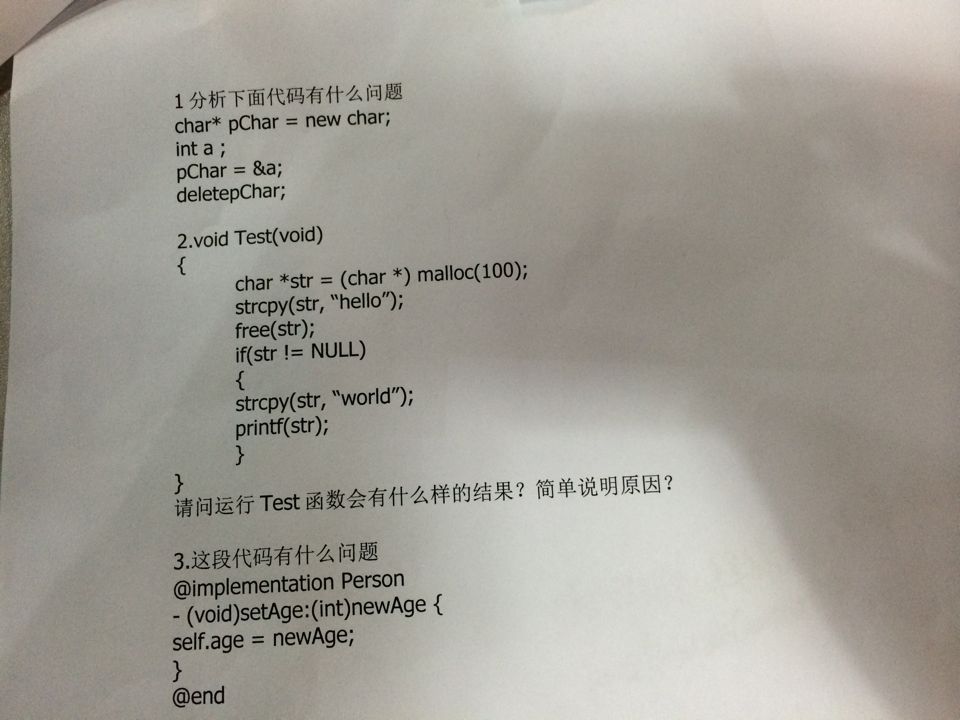 1 分析下面代码有什么问题
char* pChar = new char;
int a ;
pChar = &a;
deletepChar;
2.void Test(void)
{
char *str = (char *) malloc(100);
strcpy(str, “hello”);
free(str);
if(str != NULL)
{
strcpy(str, “world”);
printf(str);
}
}
请问运行 Test 函数会有什么样的结果？简单说明原因？
3.这段代码有什么问题
@implementation Person
- (void)setAge:(int)newAge {
self.age = newAge;
}
@end